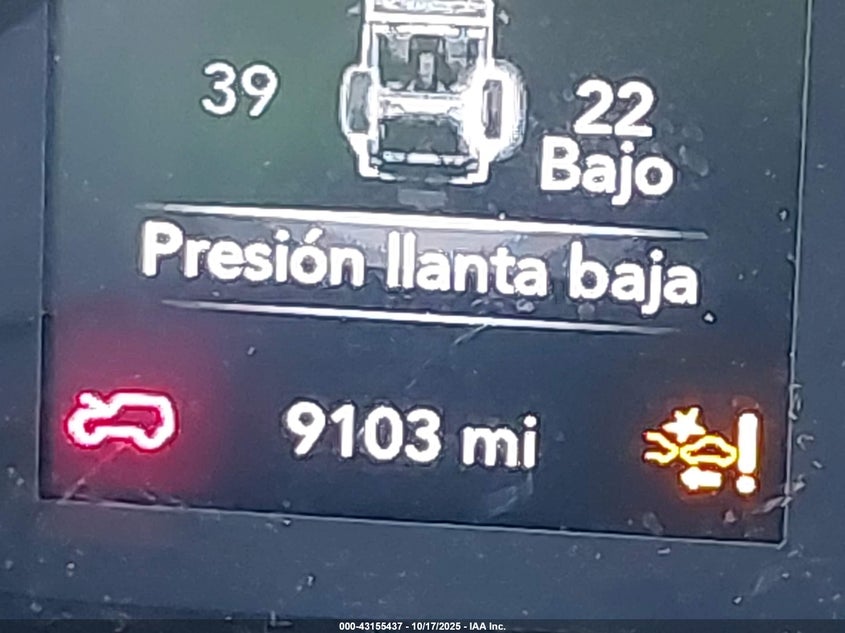 39
22
Bajo
Presión llanta baja
9103 mi
000-43155437 - 10/17/2025 - IAA Inc.